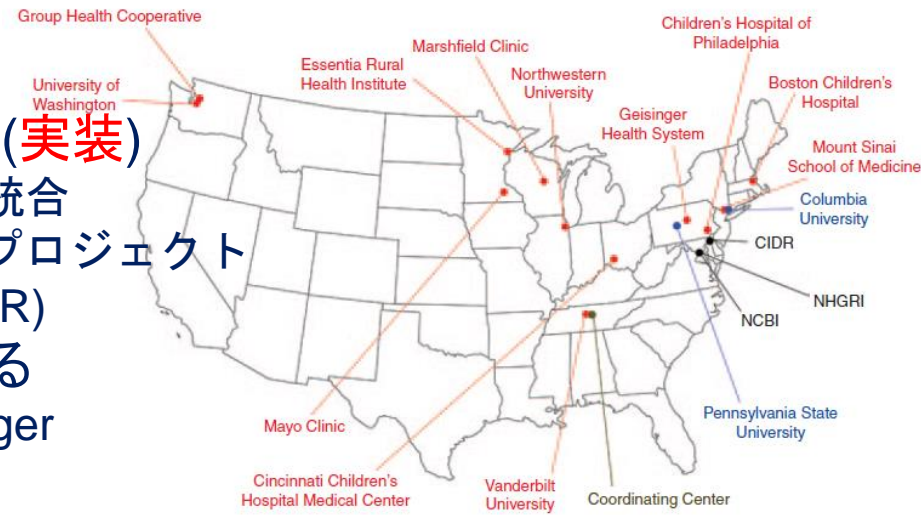 Group Health Cooperative
University of
Washington
Essentia Rural
Health Institute
Marshfield Clinic
Northwestern
University
Children's Hospital of
Philadelphia
Geisinger
Health System
Boston Children's
Hospital
Mount Sinai
School of Medicine
Columbia
University
CIDR
NHGRI
NCBI
Pennsylvania State
University
Mayo Clinic
Cincinnati Children's
Hospital Medical Center
Vanderbilt
University
Coordinating Center
(実装)
統合
プロジェクト
R)
る
ger